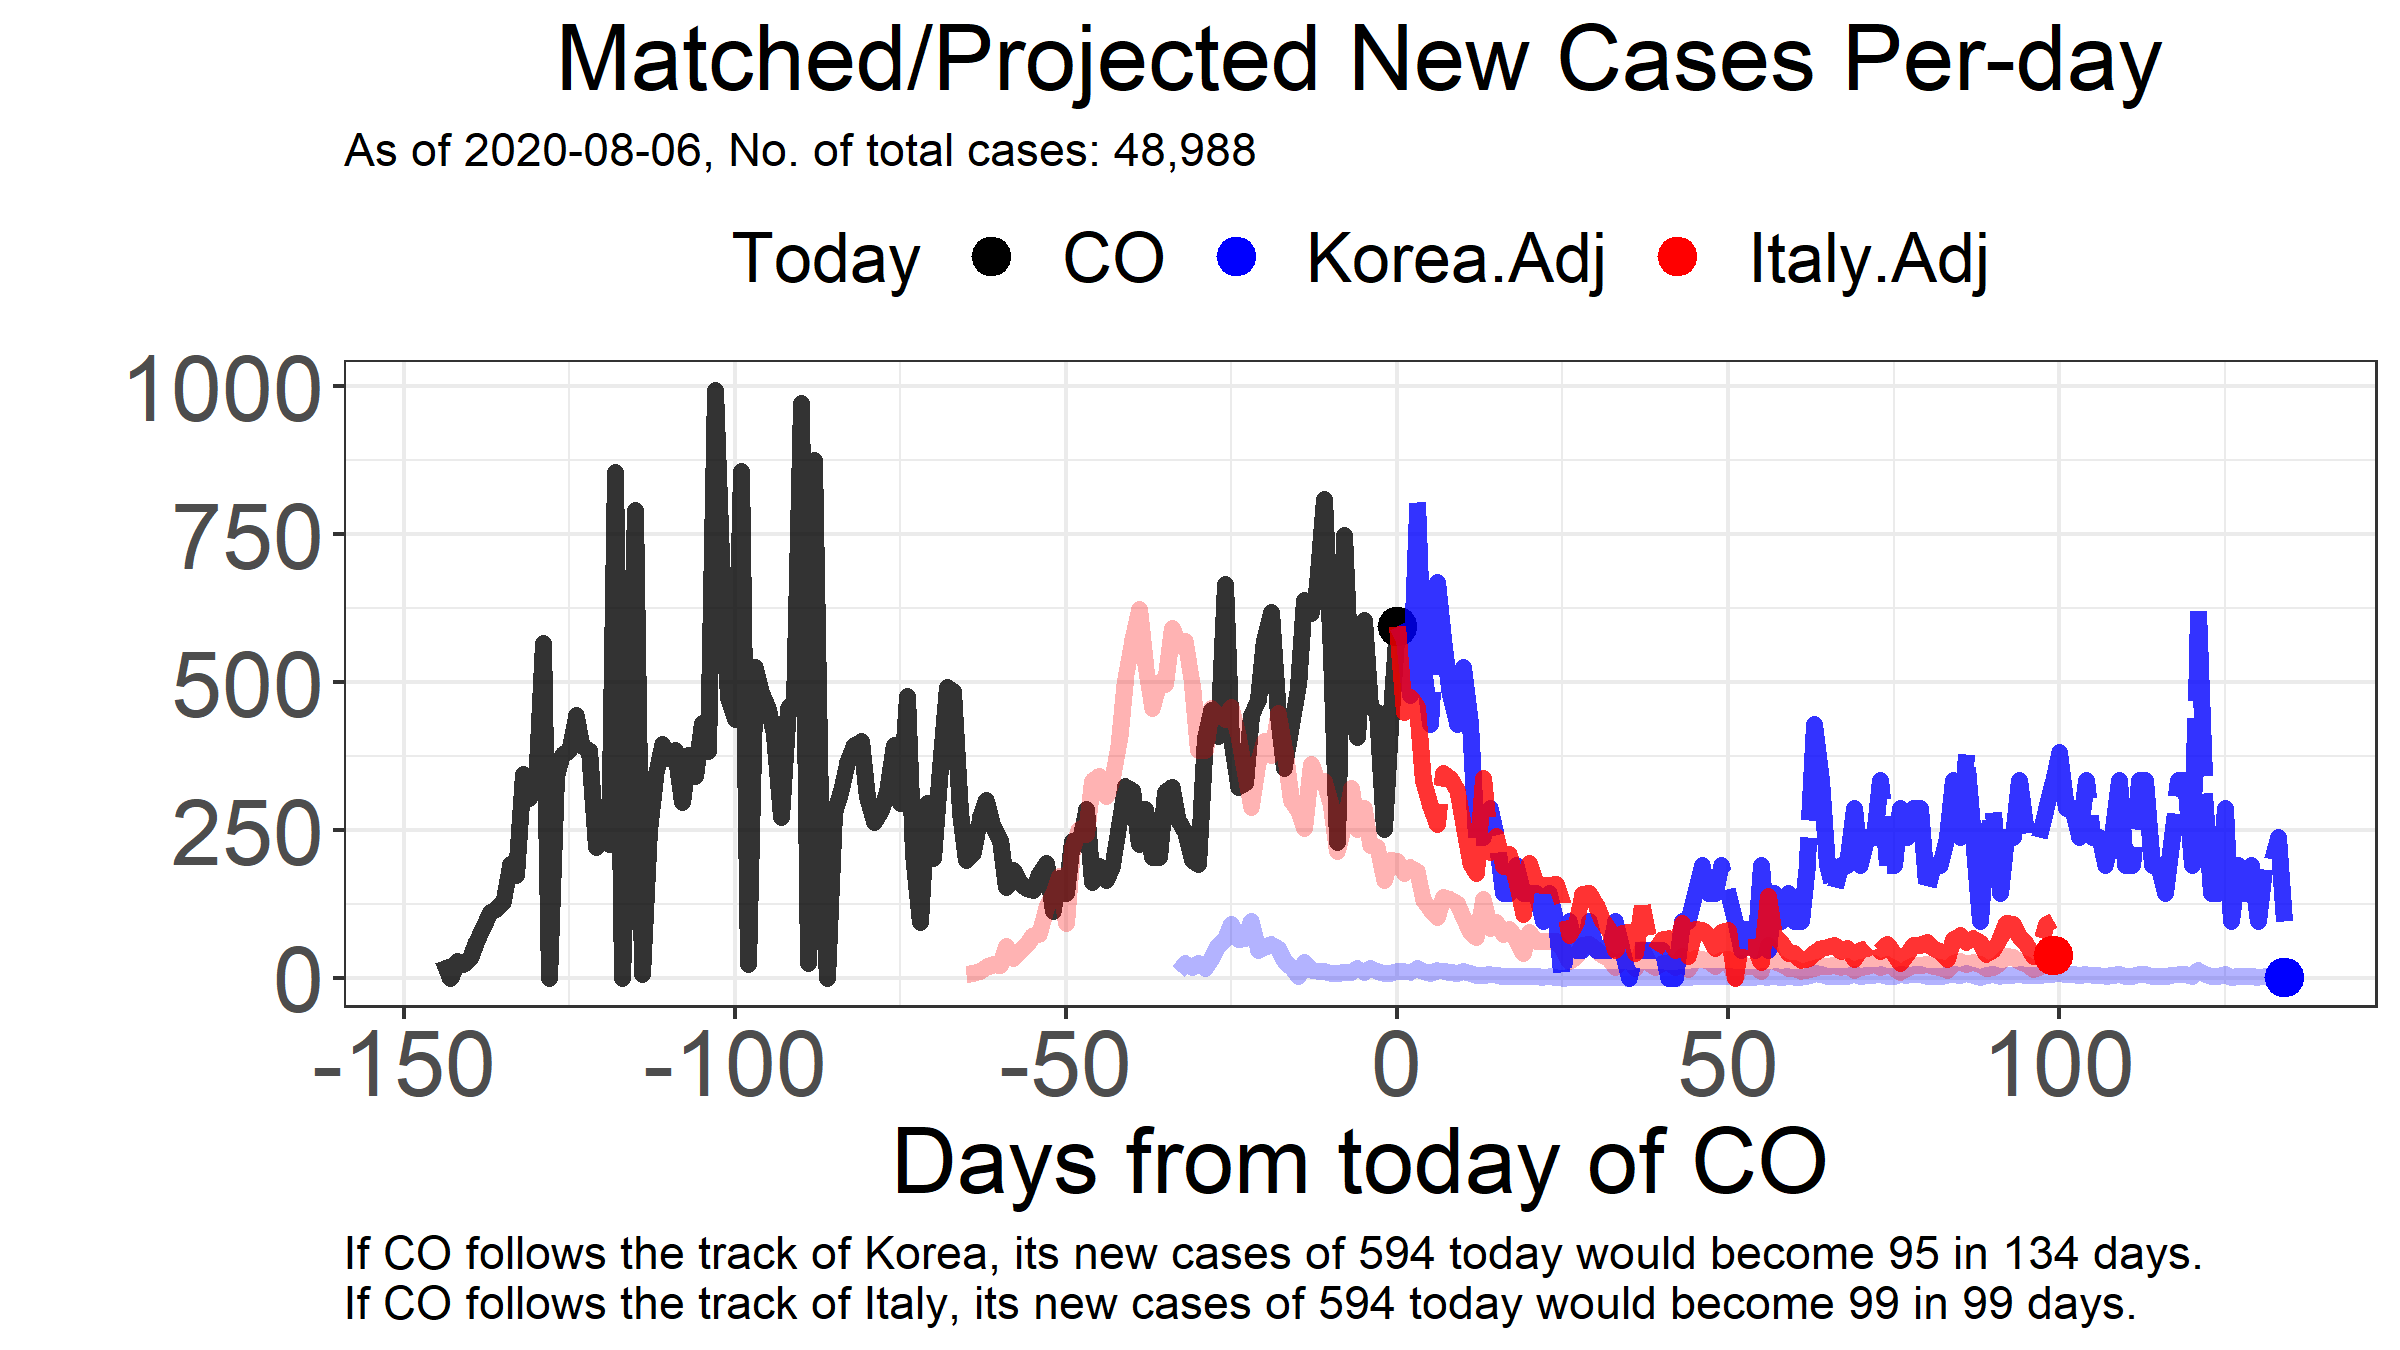 Matched/Projected New Cases Per-day
As of 2020-08-06, No. of total cases: 48,988
Today CO Korea.Adj Italy.Adj
1000
750
500
250
0
-150 -100 -50 0 50 100
Days from today of CO
If CO follows the track of Korea, its new cases of 594 today would become 95 in 134 days.
If CO follows the track of Italy, its new cases of 594 today would become 99 in 99 days.